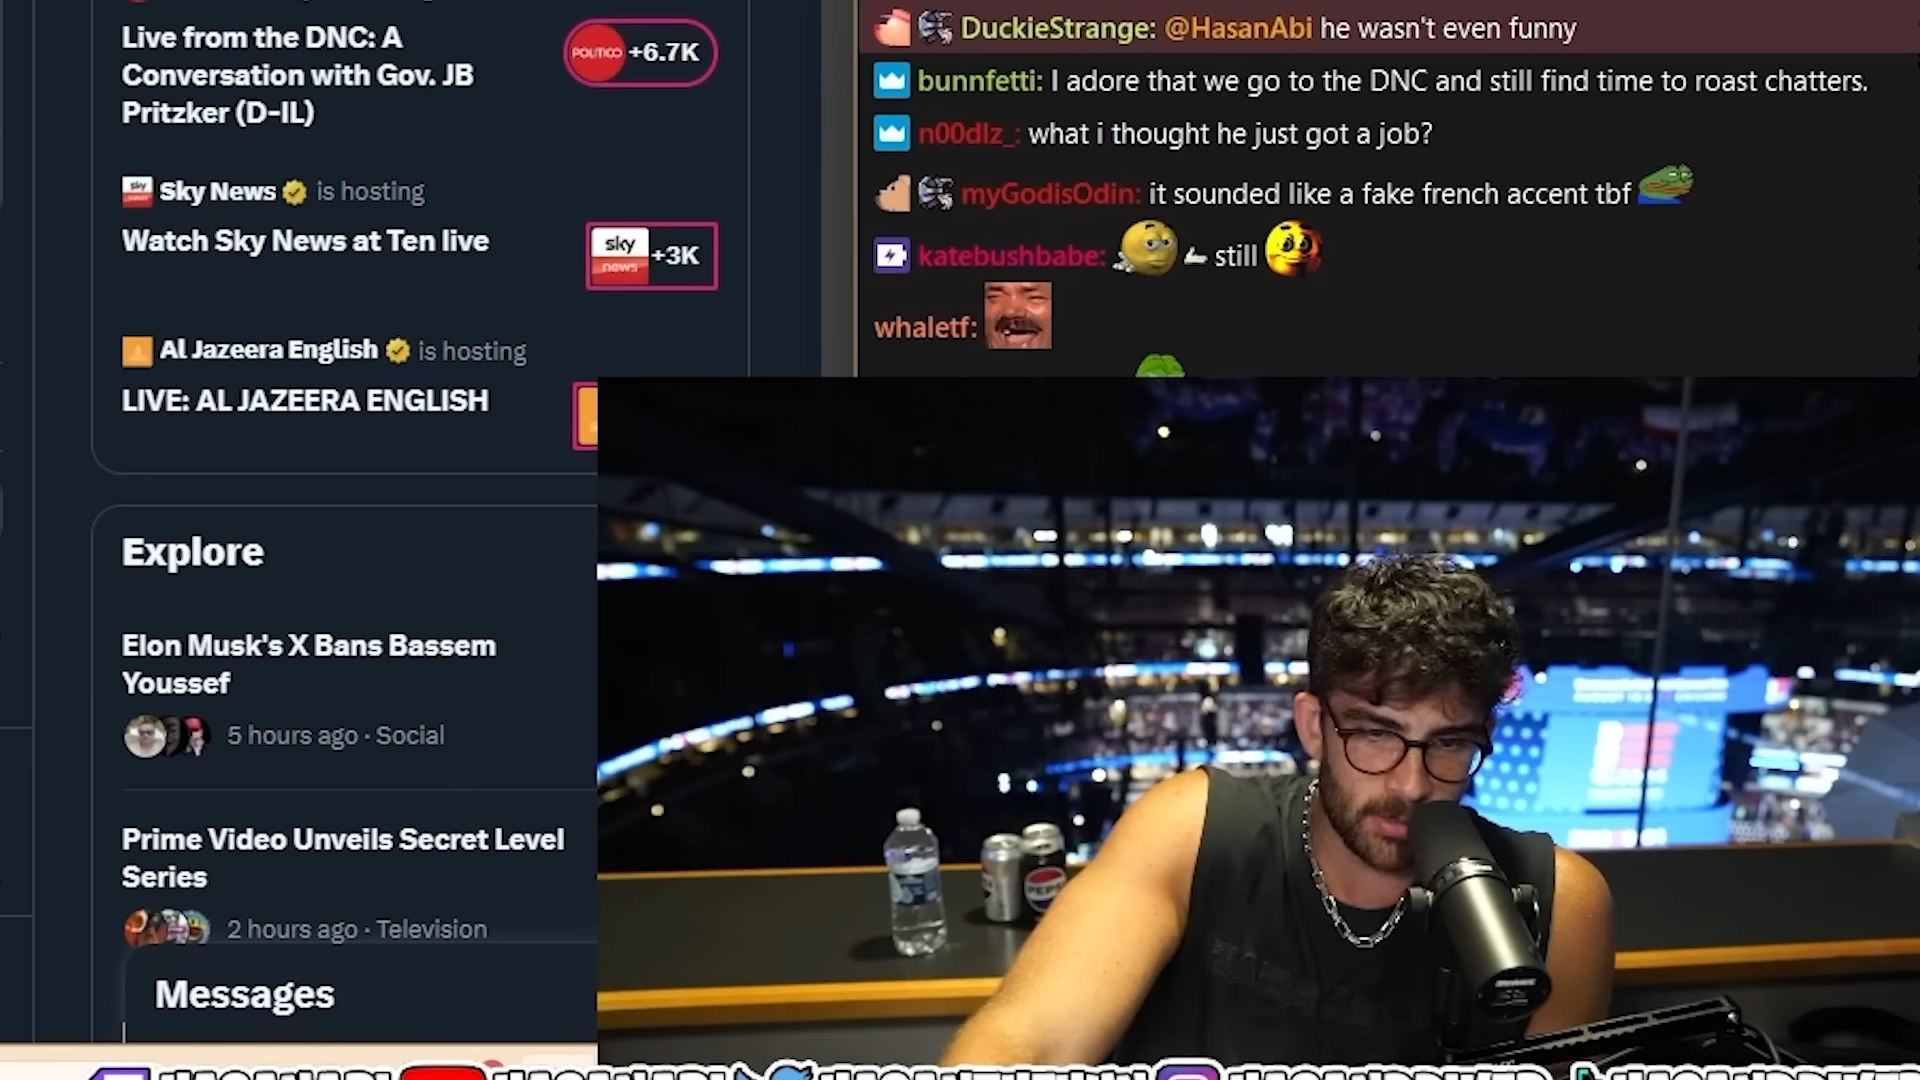 Live from the DNC: A
Conversation with Gov. JB
Pritzker (D-IL)
POLITICO +6.7K
sky Sky News is hosting
Watch Sky News at Ten live
sky news +3K
Al Jazeera English is hosting
LIVE: AL JAZEERA ENGLISH
Explore
Elon Musk's X Bans Bassem
Youssef
5 hours ago · Social
Prime Video Unveils Secret Level
Series
2 hours ago · Television
Messages
DuckieStrange: @HasanAbi he wasn't even funny
bunnfetti: I adore that we go to the DNC and still find time to roast chatters.
n00dlz_: what i thought he just got a job?
myGodisOdin: it sounded like a fake french accent tbf
katebushbabe: still
whaletf:
PEPSI